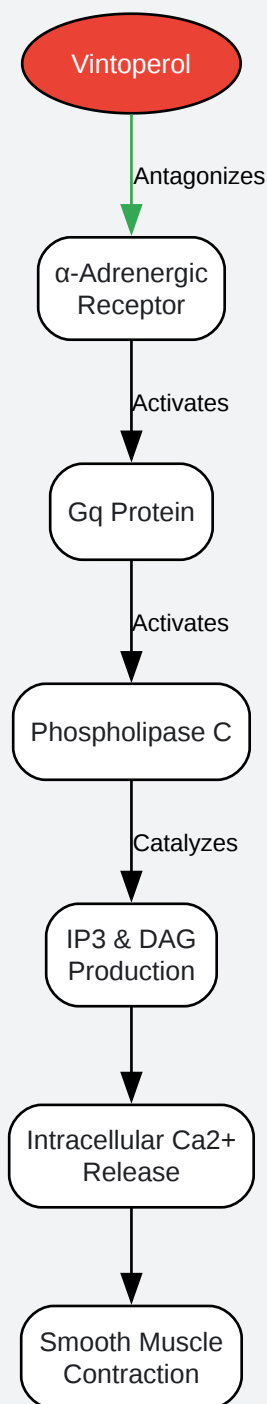 Vintoperol
Antagonizes
α-Adrenergic
Receptor
Activates
Gq Protein
Activates
Phospholipase C
Catalyzes
IP3 & DAG
Production
Intracellular Ca2+
Release
Smooth Muscle
Contraction